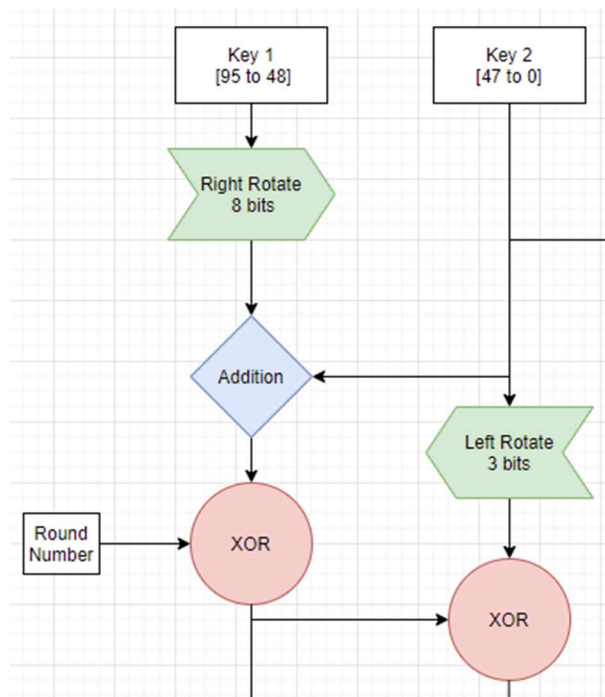 Key 1
[95 to 48]
Key 2
[47 to 0]
Right Rotate
8 bits
Addition
Left Rotate
3 bits
Round
Number
XOR
XOR